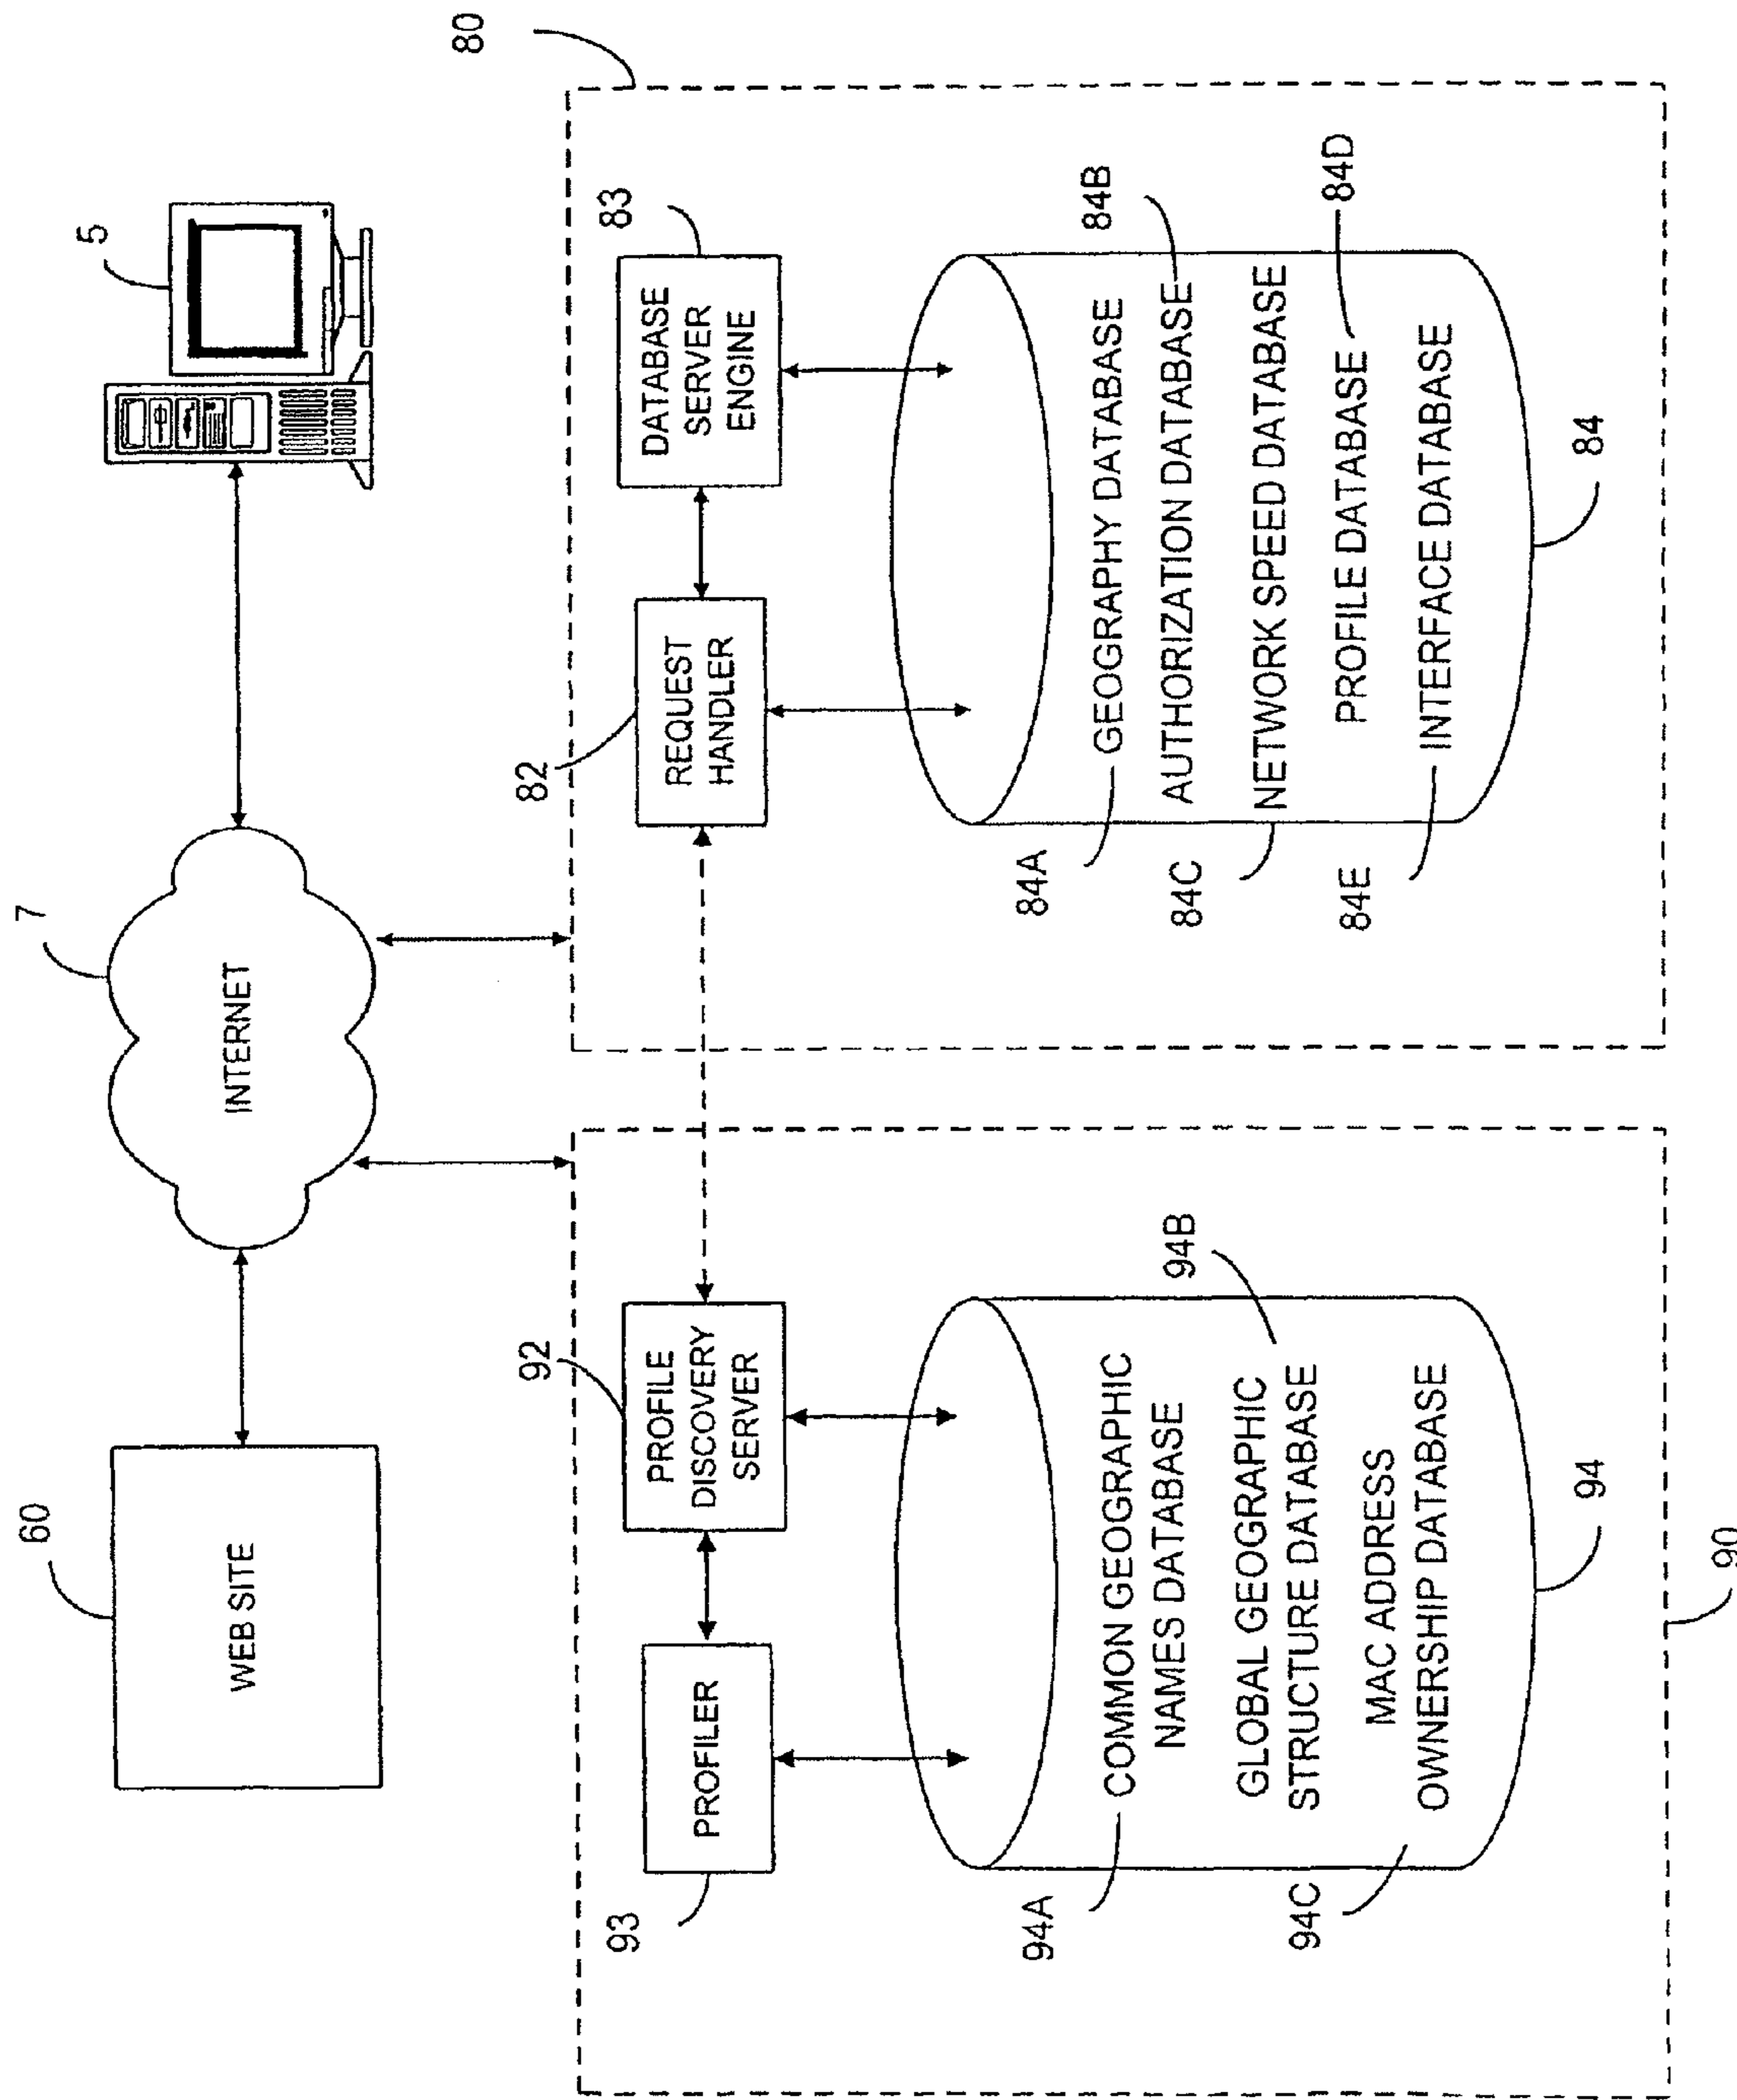 60
WEB SITE
7
INTERNET
5
80
92
PROFILE
DISCOVERY
SERVER
93
PROFILER
94A
COMMON GEOGRAPHIC
NAMES DATABASE
94B
GLOBAL GEOGRAPHIC
STRUCTURE DATABASE
94C
MAC ADDRESS
OWNERSHIP DATABASE
94
90
82
REQUEST
HANDLER
83
DATABASE
SERVER
ENGINE
84A
GEOGRAPHY DATABASE
84B
AUTHORIZATION DATABASE
84C
NETWORK SPEED DATABASE
84D
PROFILE DATABASE
84E
INTERFACE DATABASE
84